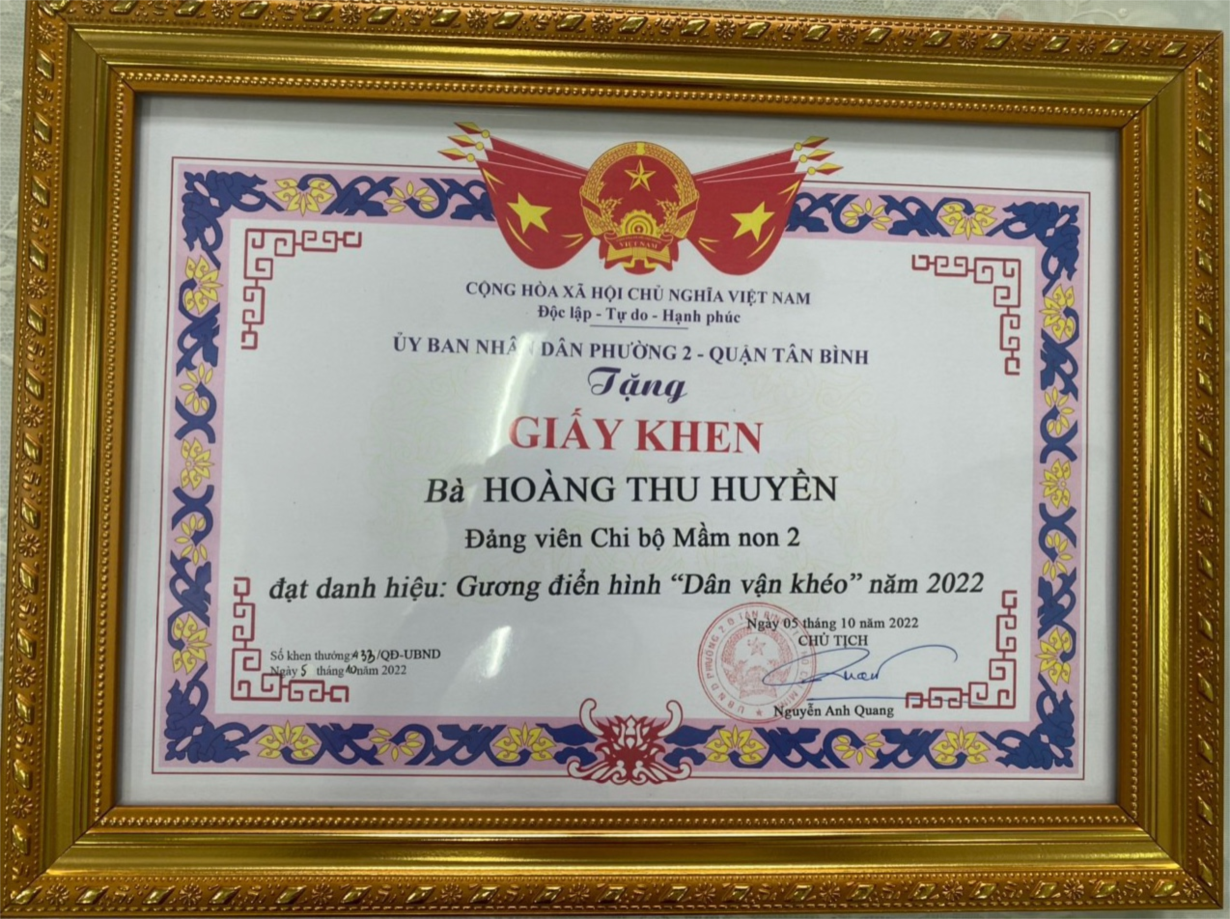 VIỆT NAM
CỘNG HÒA XÃ HỘI CHỦ NGHĨA VIỆT NAM
Độc lập - Tự do - Hạnh phúc
ỦY BAN NHÂN DÂN PHƯỜNG 2 - QUẬN TÂN BÌNH
Tặng
GIẤY KHEN
Bà HOÀNG THU HUYỀN
Đảng viên Chi bộ Mầm non 2
đạt danh hiệu: Gương điển hình “Dân vận khéo” năm 2022
Ngày 05 tháng 10 năm 2022
CHỦ TỊCH
Số khen thưởng: 433/QĐ-UBND
Ngày 5 tháng 10 năm 2022
Nguyễn Anh Quang